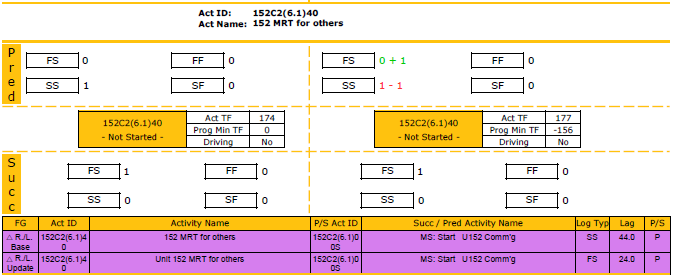 Act ID: 152C2(6.1)40
Act Name: 152 MRT for others
Pred
FS 0 FF 0 FS 0 + 1 FF 0
SS 1 SF 0 SS 1 - 1 SF 0
152C2(6.1)40
- Not Started -
Act TF 174
Prog Min TF 0
Driving No
152C2(6.1)40
- Not Started -
Act TF 177
Prog Min TF -156
Driving No
Succ
FS 1 FF 0 FS 1 FF 0
SS 0 SF 0 SS 0 SF 0
FG Act ID Activity Name P/S Act ID Succ / Pred Activity Name Log Typ Lag P/S
△ R./L. Base 152C2(6.1)40 152 MRT for others 152C2(6.1)00S MS: Start U152 Comm'g SS 44.0 P
△ R./L. Update 152C2(6.1)40 Unit 152 MRT for others 152C2(6.1)00S MS: Start U152 Comm'g FS 24.0 P